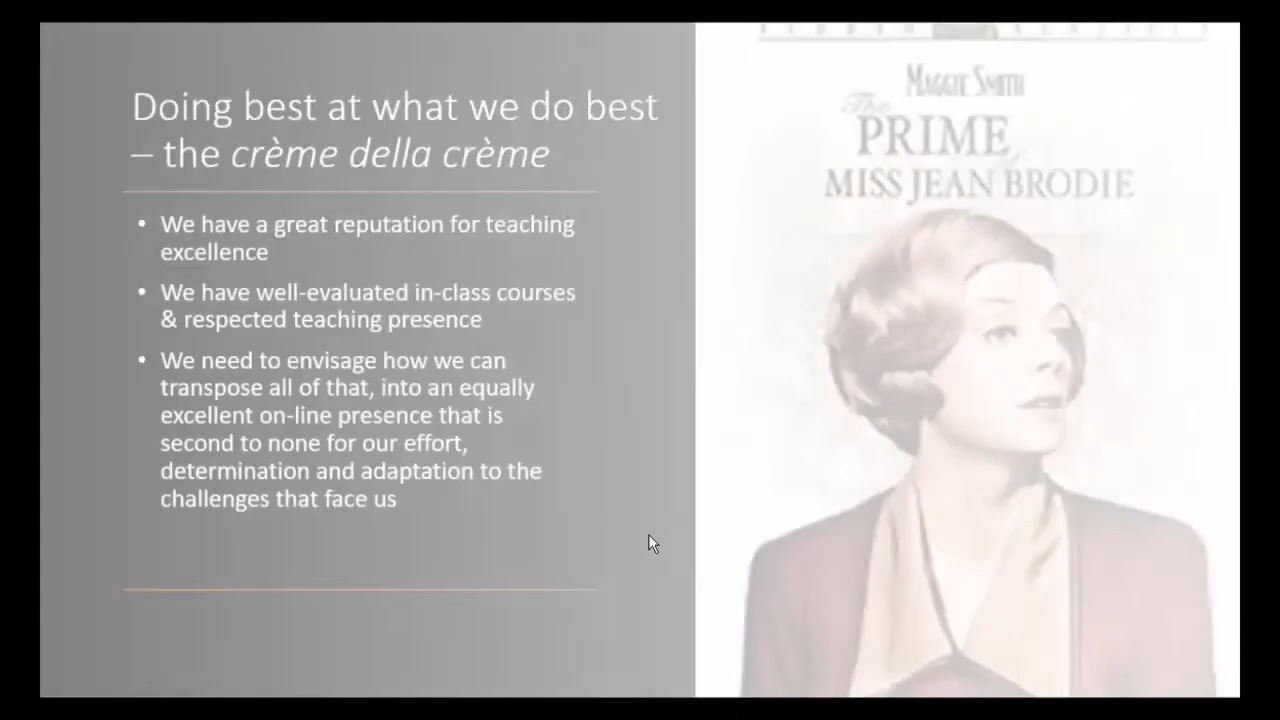 Doing best at what we do best
– the crème della crème
• We have a great reputation for teaching
excellence
• We have well-evaluated in-class courses
& respected teaching presence
• We need to envisage how we can
transpose all of that, into an equally
excellent on-line presence that is
second to none for our effort,
determination and adaptation to the
challenges that face us
MAGGIE SMITH
The
PRIME
of
MISS JEAN BRODIE